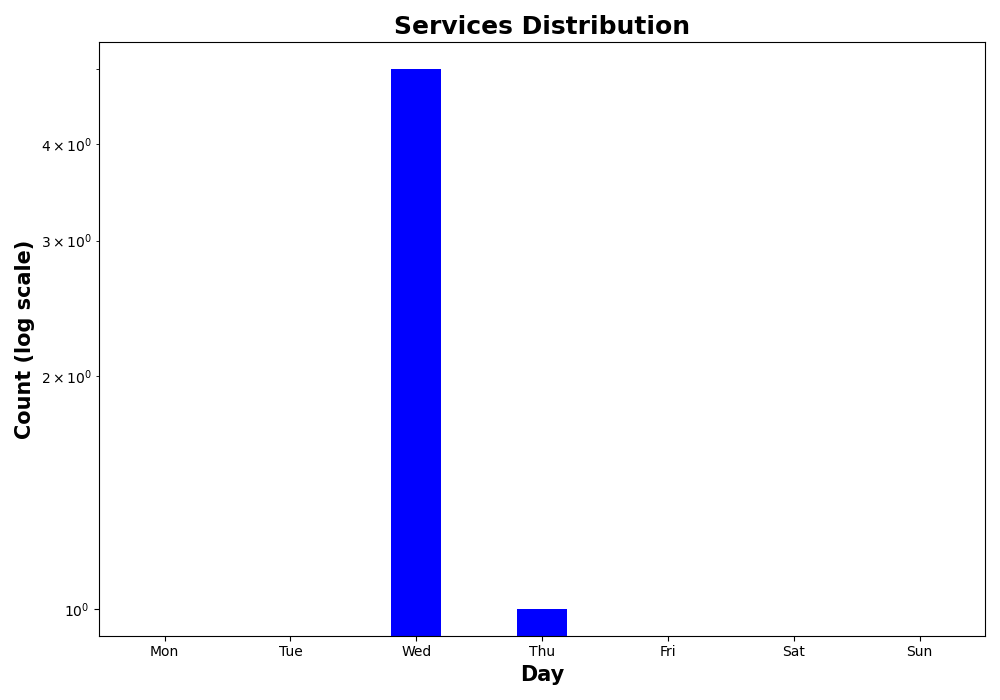 Services Distribution
Count (log scale)
4 × 10⁰
3 × 10⁰
2 × 10⁰
10⁰
Mon Tue Wed Thu Fri Sat Sun
Day